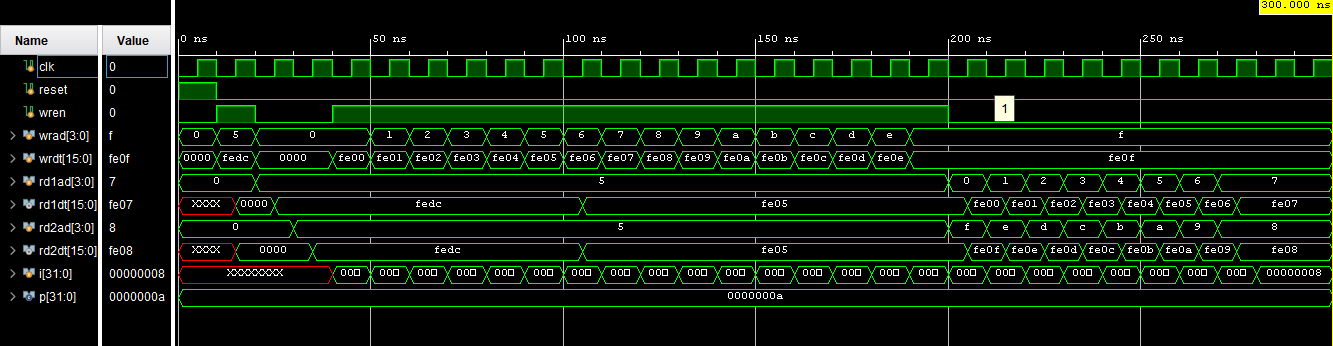 300.000 ns
Name Value
0 ns 50 ns 100 ns 150 ns 200 ns 250 ns
clk 0
reset 0
wren 0 1
wrad[3:0] f 0 5 0 1 2 3 4 5 6 7 8 9 a b c d e f
wrdt[15:0] fe0f 0000 fedc 0000 fe00 fe01 fe02 fe03 fe04 fe05 fe06 fe07 fe08 fe09 fe0a fe0b fe0c fe0d fe0e fe0f
rd1ad[3:0] 7 0 5 0 1 2 3 4 5 6 7
rd1dt[15:0] fe07 XXXX 0000 fedc fe05 fe00 fe01 fe02 fe03 fe04 fe05 fe06 fe07
rd2ad[3:0] 8 0 5 f e d c b a 9 8
rd2dt[15:0] fe08 XXXX 0000 fedc fe05 fe0f fe0e fe0d fe0c fe0b fe0a fe09 fe08
i[31:0] 00000008 XXXXXXXX 000 000 000 000 000 000 000 000 000 000 000 000 000 000 000 000 000 000 000 000 000 000 000 00000008
p[31:0] 0000000a 0000000a